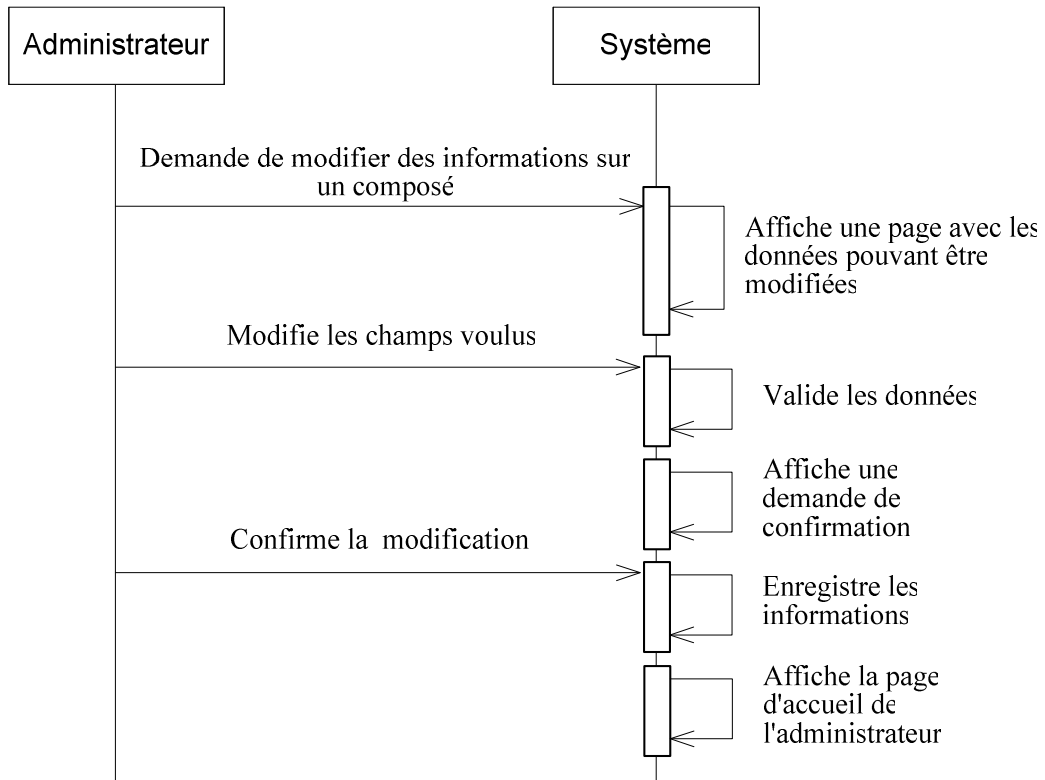 Administrateur
Système
Demande de modifier des informations sur
un composé
Affiche une page avec les
données pouvant être
modifiées
Modifie les champs voulus
Valide les données
Affiche une
demande de
confirmation
Confirme la modification
Enregistre les
informations
Affiche la page
d'accueil de
l'administrateur